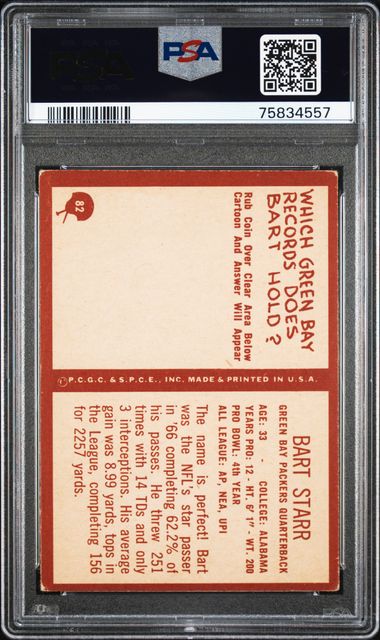 PSA
PSA
75834557
82
WHICH GREEN BAY
RECORDS DOES
BART HOLD?
Rub Coin Over Clear Area Below
Cartoon And Answer Will Appear
©P.C.G.C. & S.P.C.E., INC. MADE & PRINTED IN U.S.A.
BART STARR
GREEN BAY PACKERS QUARTERBACK
AGE: 33 - COLLEGE: ALABAMA
YEARS PRO: 12 - HT. 6' 1" - WT. 200
PRO BOWL: 4th YEAR
ALL LEAGUE: AP, NEA, UPI
The name is perfect! Bart
was the NFL's star passer
in '66 completing 62.2% of
his passes. He threw 251
times with 14 TDs and only
3 interceptions. His average
gain was 8.99 yards, tops in
the League, completing 156
for 2257 yards.